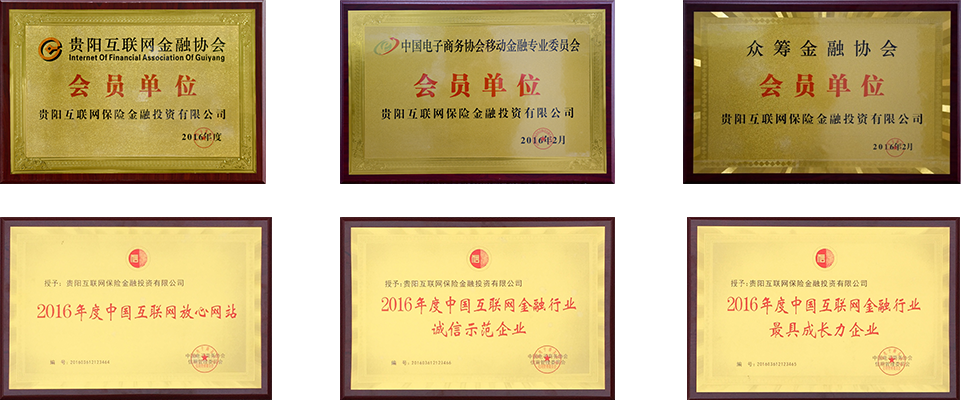 贵阳互联网金融协会
Internet Of Financial Association Of Guiyang
会员单位
贵阳互联网保险金融投资有限公司
2016年度
中国电子商务协会移动金融专业委员会
会员单位
贵阳互联网保险金融投资有限公司
2016年2月
众筹金融协会
会员单位
贵阳互联网保险金融投资有限公司
2016年2月
授予：贵阳互联网保险金融投资有限公司
2016年度中国互联网放心网站
授予：贵阳互联网保险金融投资有限公司
2016年度中国互联网金融行业
诚信示范企业
授予：贵阳互联网保险金融投资有限公司
2016年度中国互联网金融行业
最具成长力企业